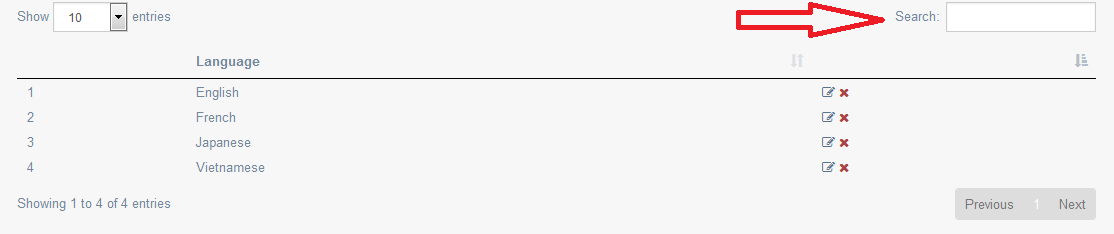 Show 10 entries Search:
Language
1 English
2 French
3 Japanese
4 Vietnamese
Showing 1 to 4 of 4 entries Previous 1 Next